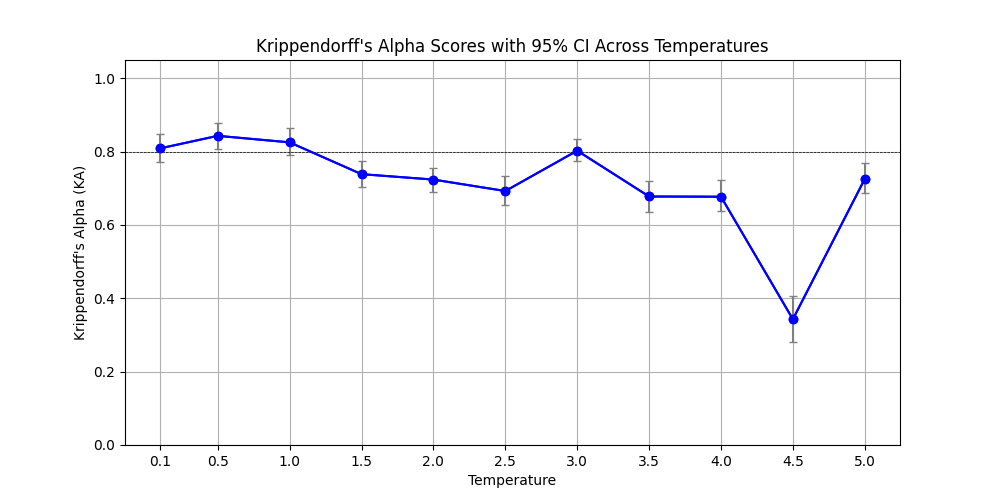 Krippendorff's Alpha Scores with 95% CI Across Temperatures
Krippendorff's Alpha (KA)
1.0
0.8
0.6
0.4
0.2
0.0
0.1 0.5 1.0 1.5 2.0 2.5 3.0 3.5 4.0 4.5 5.0
Temperature